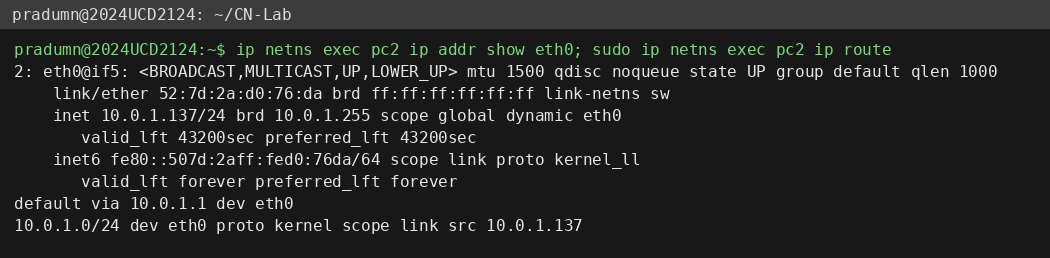 pradumn@2024UCD2124: ~/CN-Lab
pradumn@2024UCD2124:~$ ip netns exec pc2 ip addr show eth0; sudo ip netns exec pc2 ip route
2: eth0@if5: <BROADCAST,MULTICAST,UP,LOWER_UP> mtu 1500 qdisc noqueue state UP group default qlen 1000
    link/ether 52:7d:2a:d0:76:da brd ff:ff:ff:ff:ff:ff link-netns sw
    inet 10.0.1.137/24 brd 10.0.1.255 scope global dynamic eth0
       valid_lft 43200sec preferred_lft 43200sec
    inet6 fe80::507d:2aff:fed0:76da/64 scope link proto kernel_ll
       valid_lft forever preferred_lft forever
default via 10.0.1.1 dev eth0
10.0.1.0/24 dev eth0 proto kernel scope link src 10.0.1.137